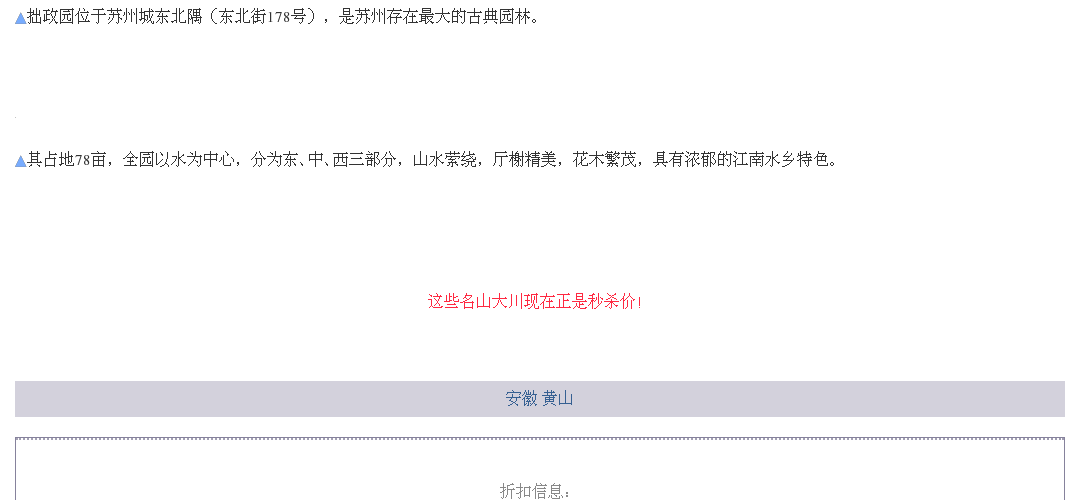 ▲拙政园位于苏州城东北隅（东北街178号），是苏州存在最大的古典园林。
▲其占地78亩，全园以水为中心，分为东、中、西三部分，山水萦绕，厅榭精美，花木繁茂，具有浓郁的江南水乡特色。
这些名山大川现在正是秒杀价!
安徽 黄山
折扣信息：